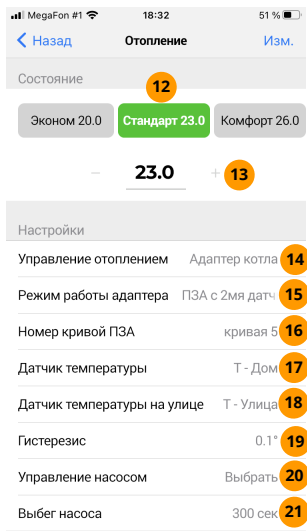 MegaFon #1 18:32 51 %
Назад Отопление Изм.
Состояние
12
Эконом 20.0 Стандарт 23.0 Комфорт 26.0
− 23.0 + 13
Настройки
Управление отоплением Адаптер котла 14
Режим работы адаптера ПЗА с 2мя датч 15
Номер кривой ПЗА кривая 5 16
Датчик температуры Т - Дом 17
Датчик температуры на улице Т - Улица 18
Гистерезис 0.1° 19
Управление насосом Выбрать 20
Выбег насоса 300 сек 21